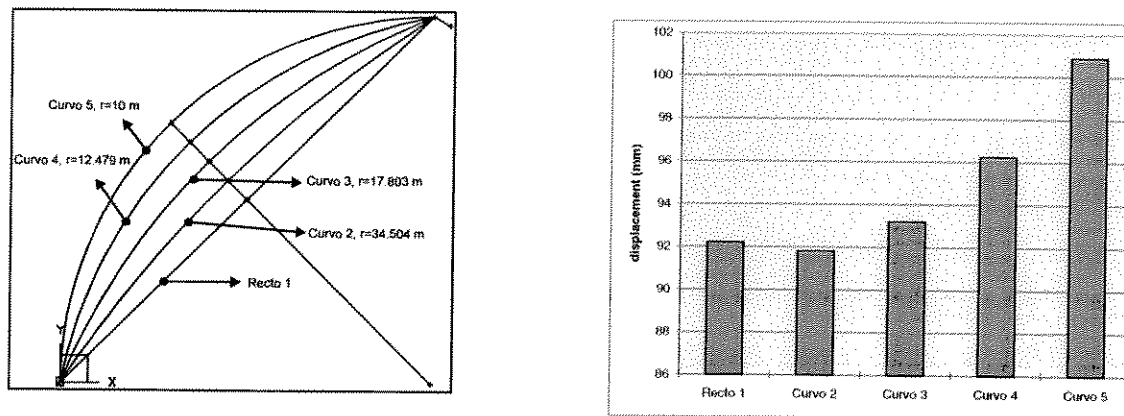 Curvo 5, r=10 m
Curvo 4, r=12.479 m
Curvo 3, r=17.803 m
Curvo 2, r=34.504 m
Recto 1
Y
X
displacement (mm)
102
100
98
96
94
92
90
88
86
Recto 1 Curvo 2 Curvo 3 Curvo 4 Curvo 5